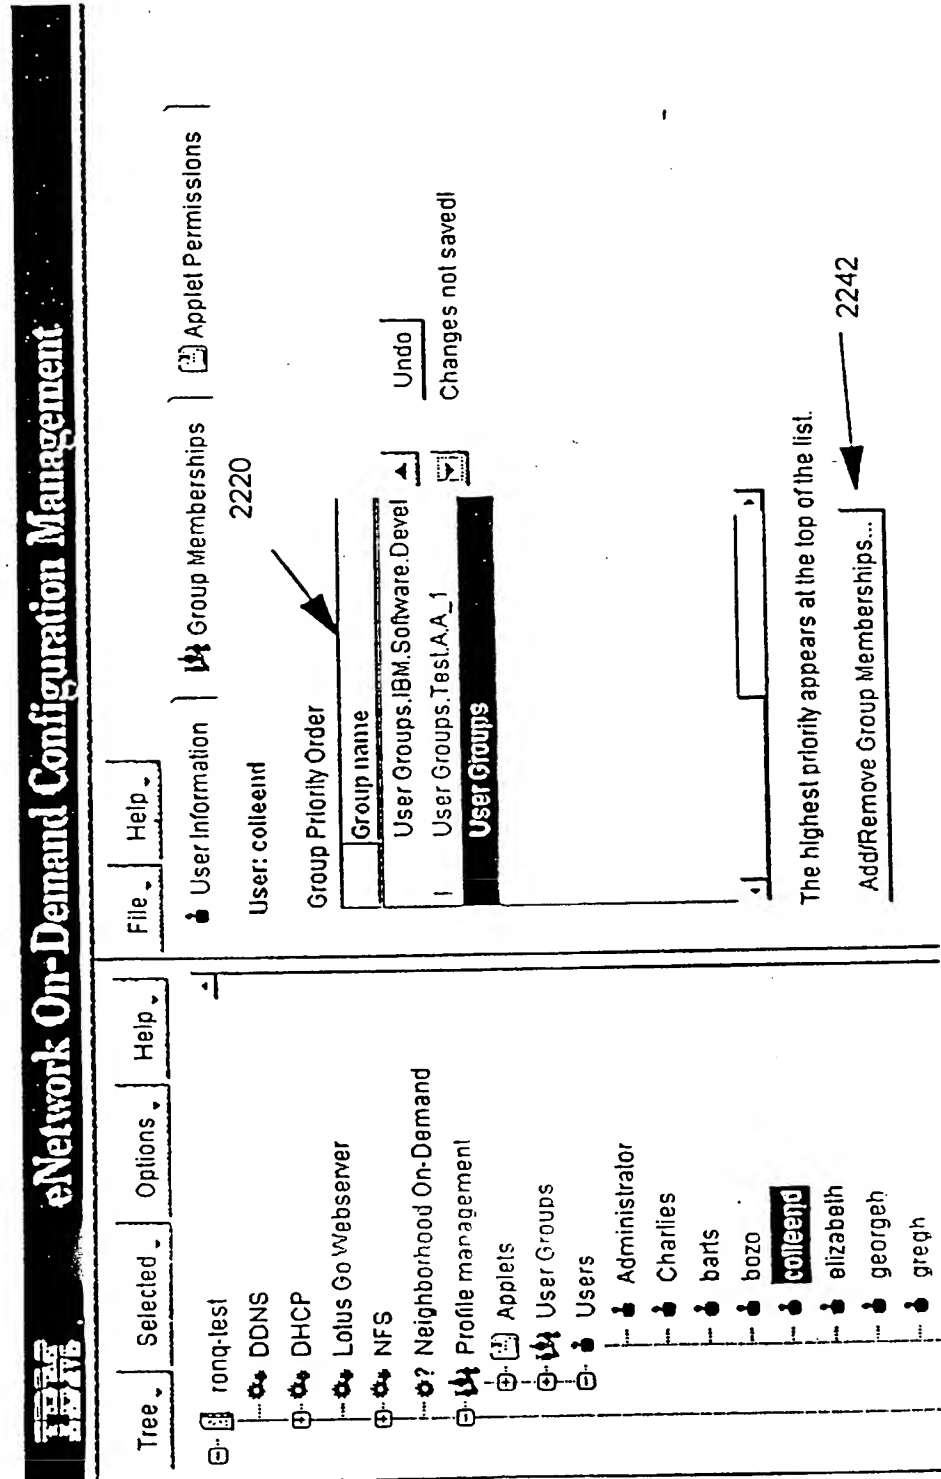 IBM
eNetwork On-Demand Configuration Management
Tree Selected Options Help
ronq-test
DDNS
DHCP
Lotus Go Webserver
NFS
? Neighborhood On-Demand
Profile management
Applets
User Groups
Users
Administrator
Charlies
barts
bozo
colleend
elizabeth
georgeh
gregh
File Help
User Information Group Memberships Applet Permissions
User: colleend
2220
Group Priority Order
Group name
User Groups.IBM.Software.Devel
User Groups.Test.A.A_1
User Groups
Undo
Changes not saved!
The highest priority appears at the top of the list.
Add/Remove Group Memberships...
2242